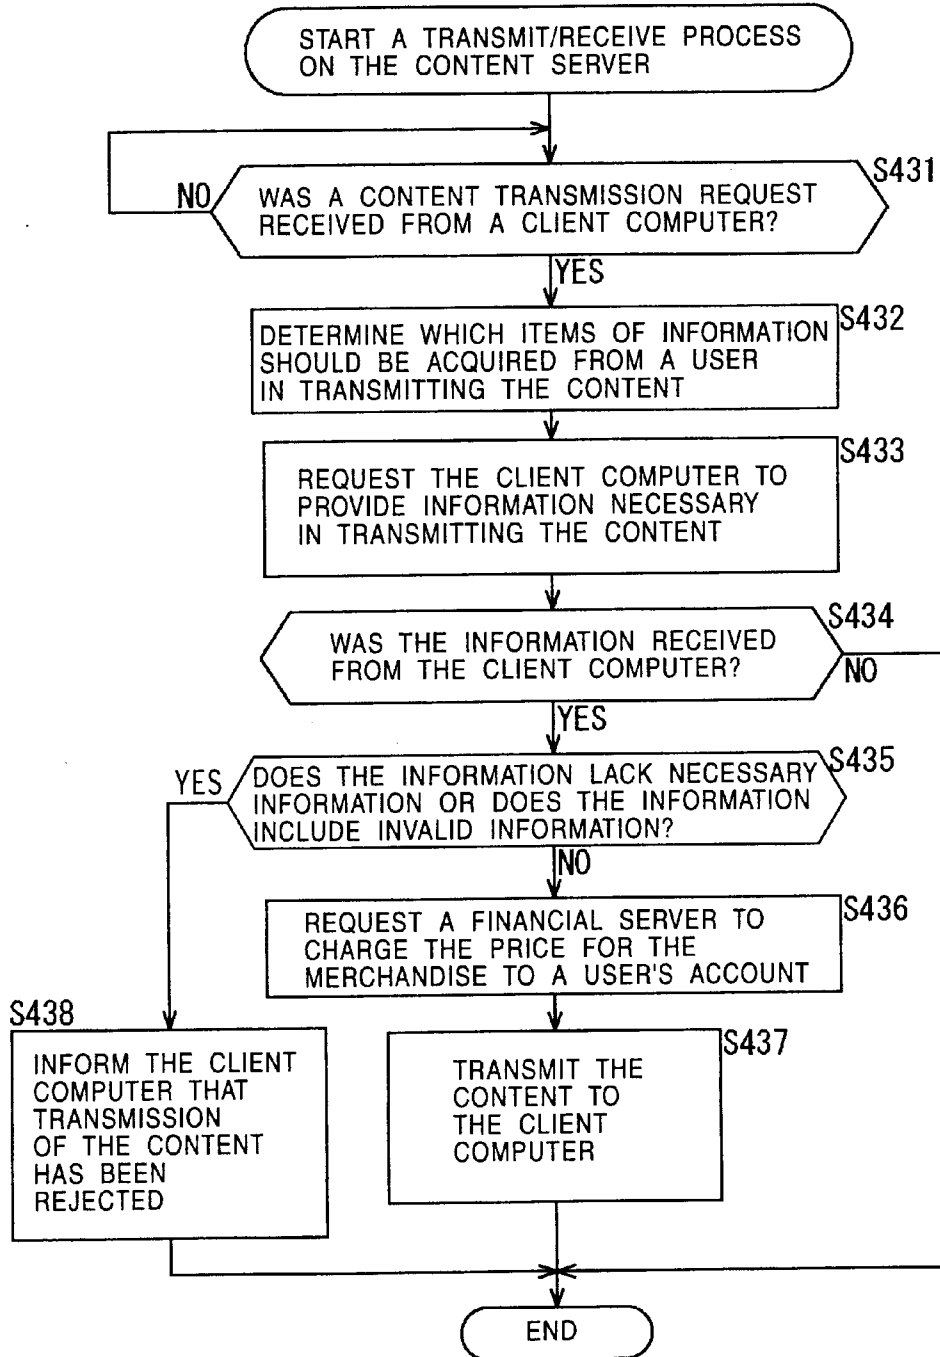 START A TRANSMIT/RECEIVE PROCESS
ON THE CONTENT SERVER
S431
NO
WAS A CONTENT TRANSMISSION REQUEST
RECEIVED FROM A CLIENT COMPUTER?
YES
S432
DETERMINE WHICH ITEMS OF INFORMATION
SHOULD BE ACQUIRED FROM A USER
IN TRANSMITTING THE CONTENT
S433
REQUEST THE CLIENT COMPUTER TO
PROVIDE INFORMATION NECESSARY
IN TRANSMITTING THE CONTENT
S434
WAS THE INFORMATION RECEIVED
FROM THE CLIENT COMPUTER?
NO
YES
S435
YES
DOES THE INFORMATION LACK NECESSARY
INFORMATION OR DOES THE INFORMATION
INCLUDE INVALID INFORMATION?
NO
S436
REQUEST A FINANCIAL SERVER TO
CHARGE THE PRICE FOR THE
MERCHANDISE TO A USER'S ACCOUNT
S438
INFORM THE CLIENT
COMPUTER THAT
TRANSMISSION
OF THE CONTENT
HAS BEEN
REJECTED
S437
TRANSMIT THE
CONTENT TO
THE CLIENT
COMPUTER
END